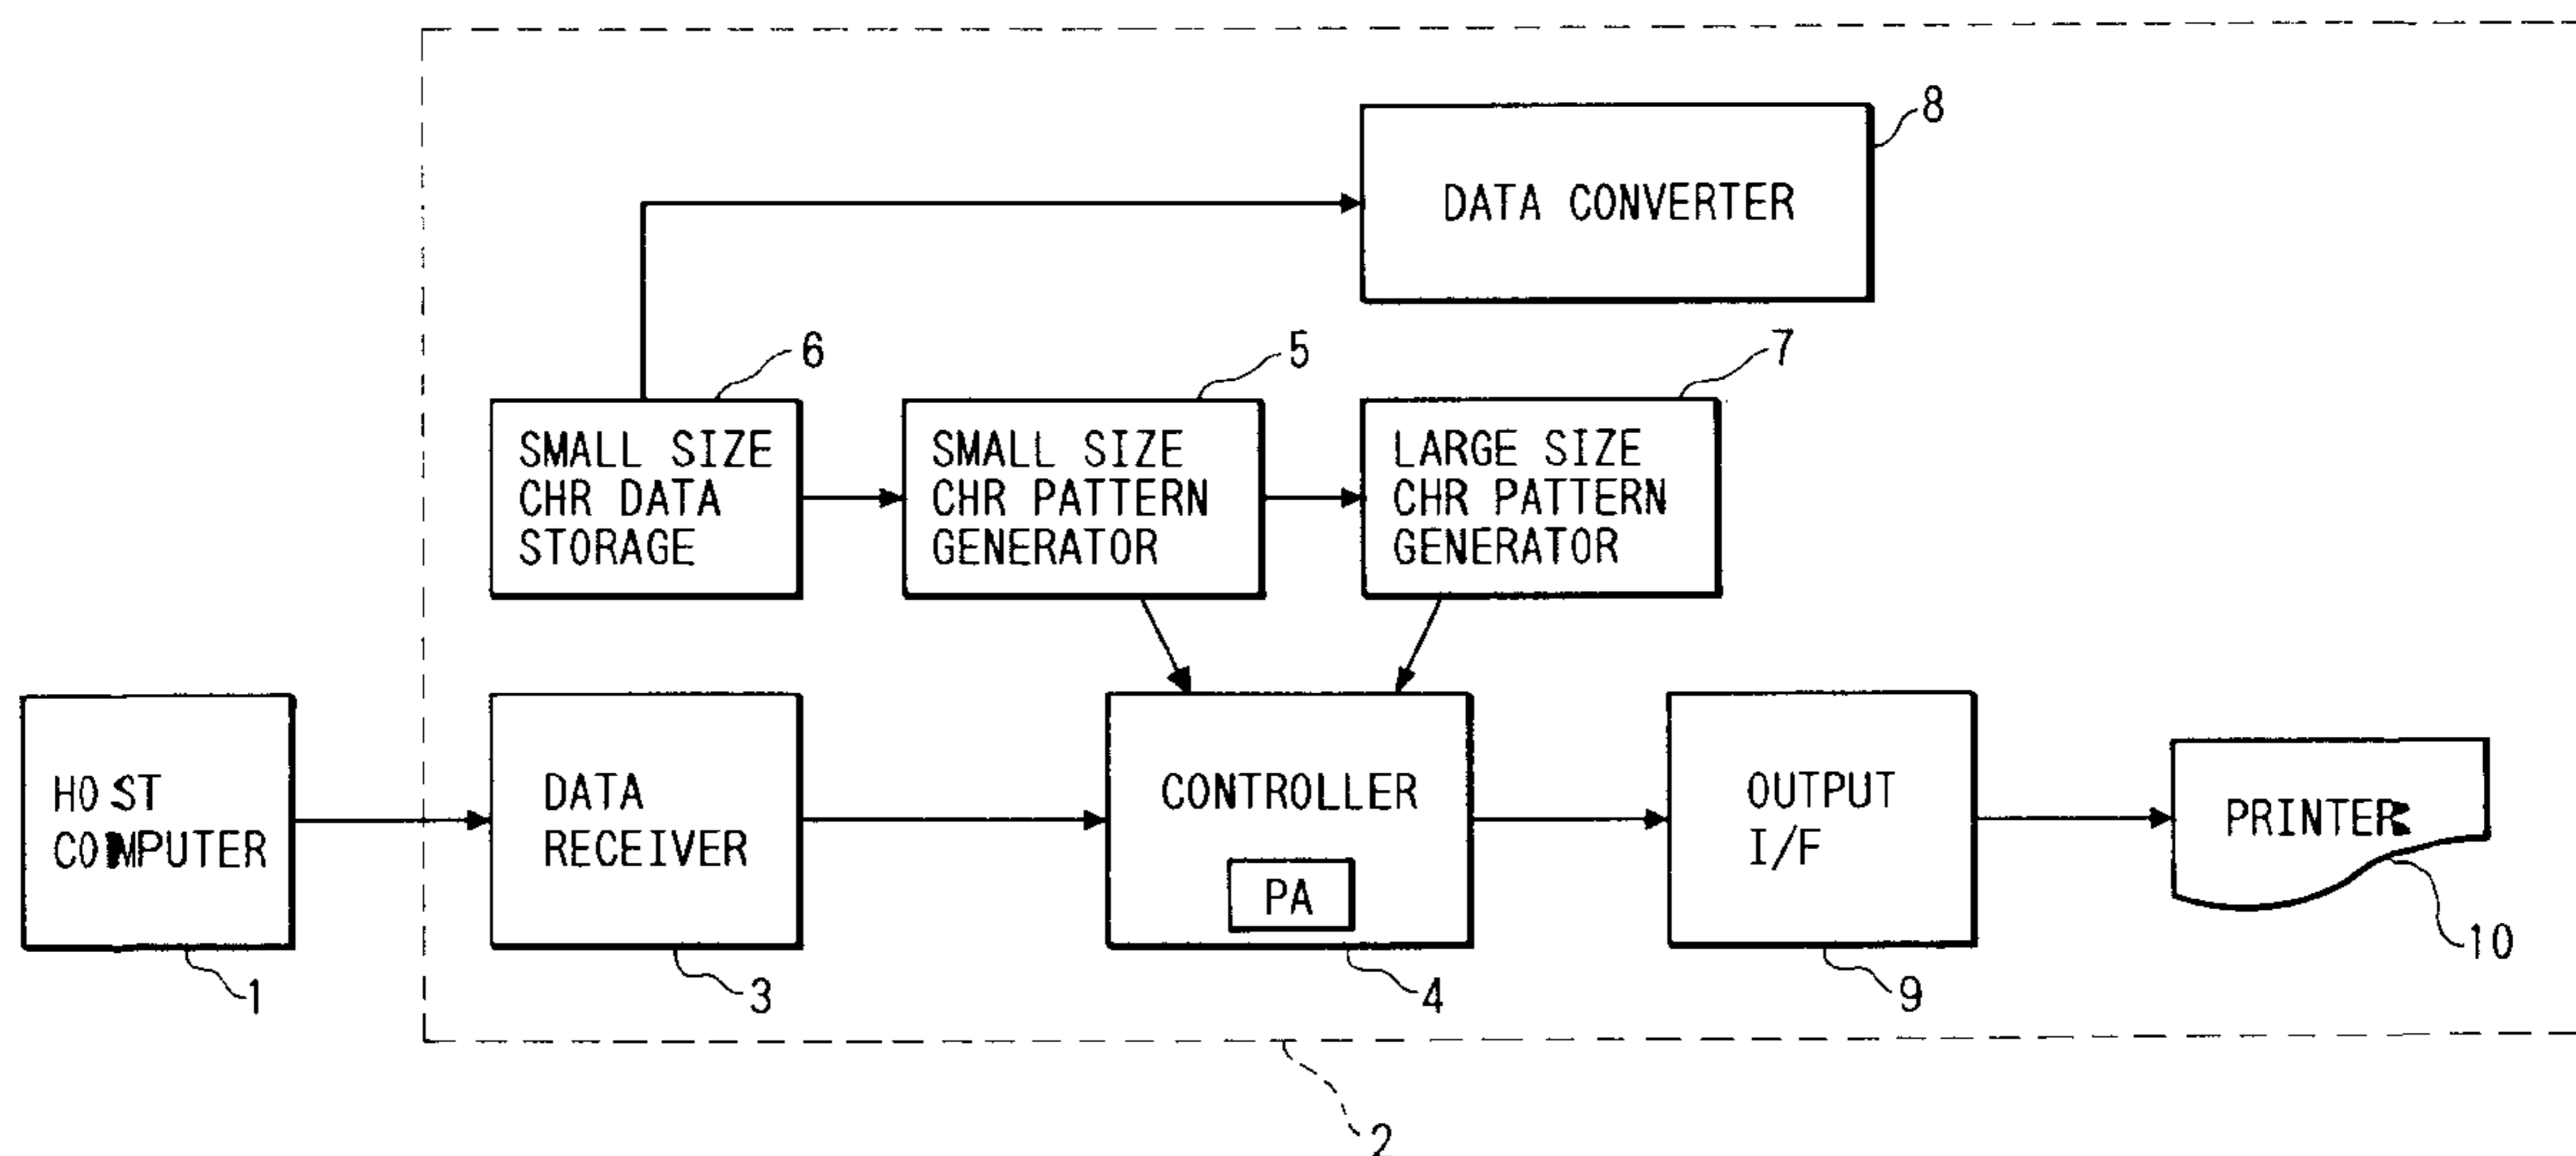 8
DATA CONVERTER
6
5
7
SMALL SIZE
CHR DATA
STORAGE
SMALL SIZE
CHR PATTERN
GENERATOR
LARGE SIZE
CHR PATTERN
GENERATOR
HOST
COMPUTER
DATA
RECEIVER
CONTROLLER
PA
OUTPUT
I/F
PRINTER
1
3
4
9
10
2